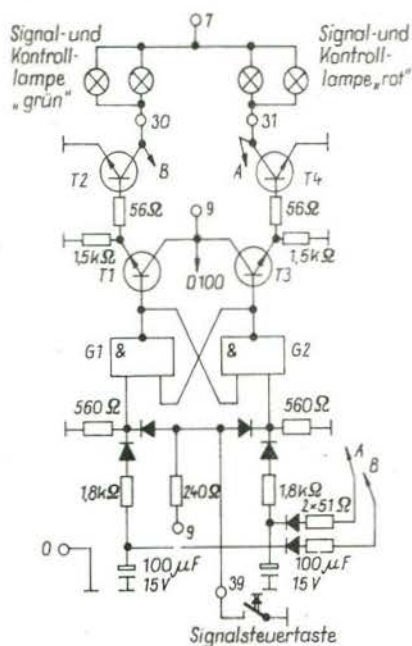 7
Signal-und
Kontroll-
lampe
„grün“
Signal-und
Kontroll-
lampe„rot“
30
31
T2
B
A
T4
56Ω
9
56Ω
1,5kΩ
1,5kΩ
T1
D100
T3
G1
&
&
G2
560Ω
560Ω
1,8kΩ
240Ω
1,8kΩ
A
B
2×51Ω
9
0
100μF
15V
39
100μF
15V
Signalsteuertaste